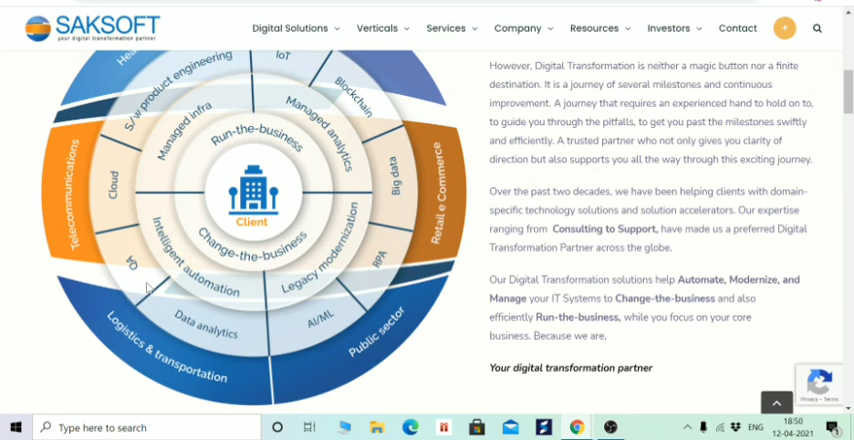 SAKSOFT
your digital transformation partner
Digital Solutions
Verticals
Services
Company
Resources
Investors
Contact
+
IoT
S/w product engineering
Blockchain
Managed infra
Managed analytics
Run-the-business
Telecommunications
Cloud
Big data
Retail e Commerce
Client
Change-the-business
Intelligent automation
Legacy modernization
QA
RPA
Data analytics
AI/ML
Logistics & transportation
Public sector
However, Digital Transformation is neither a magic button nor a finite
destination. It is a journey of several milestones and continuous
improvement. A journey that requires an experienced hand to hold on to,
to guide you through the pitfalls, to get you past the milestones swiftly
and efficiently. A trusted partner who not only gives you clarity of
direction but also supports you all the way through this exciting journey.
Over the past two decades, we have been helping clients with domain-
specific technology solutions and solution accelerators. Our expertise
ranging from Consulting to Support, have made us a preferred Digital
Transformation Partner across the globe.
Our Digital Transformation solutions help Automate, Modernize, and
Manage your IT Systems to Change-the-business and also
efficiently Run-the-business, while you focus on your core
business. Because we are,
Your digital transformation partner
Privacy - Terms
Type here to search
ENG
18:50
12-04-2021